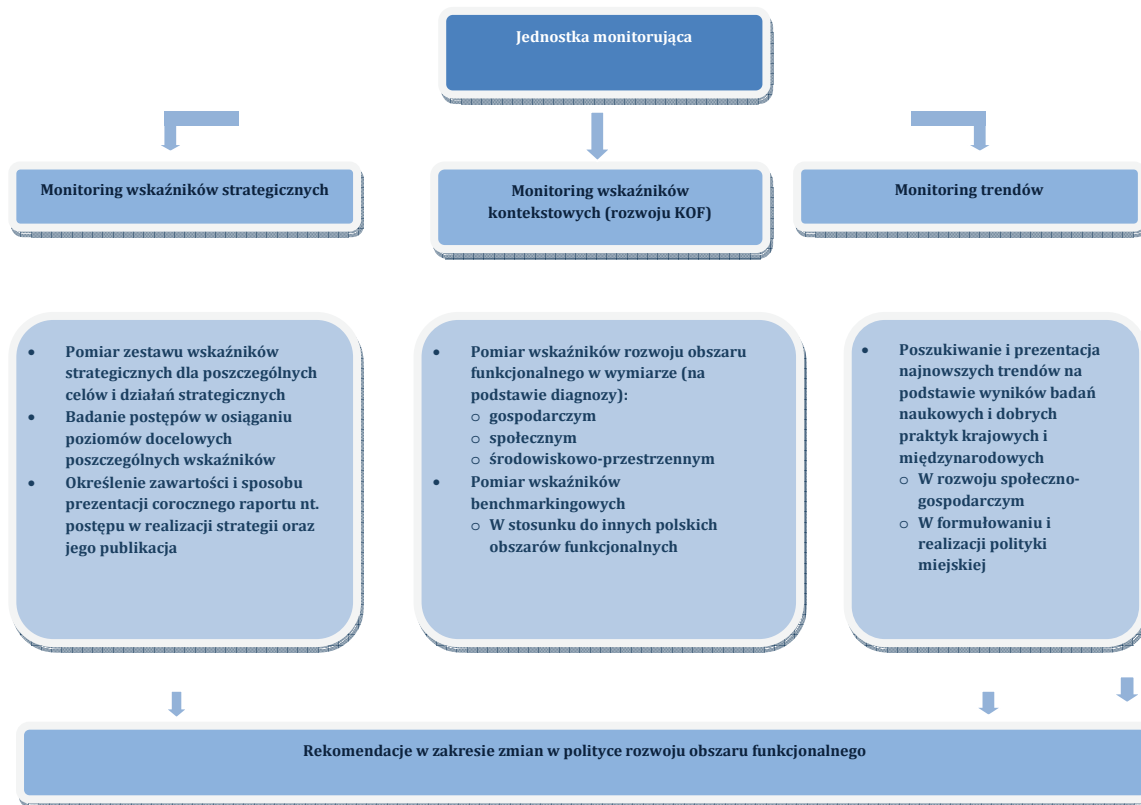 Jednostka monitorująca
Monitoring wskaźników strategicznych
Monitoring wskaźników
kontekstowych (rozwoju KOF)
Monitoring trendów
• Pomiar zestawu wskaźników
strategicznych dla poszczególnych
celów i działań strategicznych
• Badanie postępów w osiąganiu
poziomów docelowych
poszczególnych wskaźników
• Określenie zawartości i sposobu
prezentacji corocznego raportu nt.
postępu w realizacji strategii oraz
jego publikacja
• Pomiar wskaźników rozwoju obszaru
funkcjonalnego w wymiarze (na
podstawie diagnozy):
o gospodarczym
o społecznym
o środowiskowo-przestrzennym
• Pomiar wskaźników
benchmarkingowych
o W stosunku do innych polskich
obszarów funkcjonalnych
• Poszukiwanie i prezentacja
najnowszych trendów na
podstawie wyników badań
naukowych i dobrych
praktyk krajowych i
międzynarodowych
o W rozwoju społeczno-
gospodarczym
o W formułowaniu i
realizacji polityki
miejskiej
Rekomendacje w zakresie zmian w polityce rozwoju obszaru funkcjonalnego